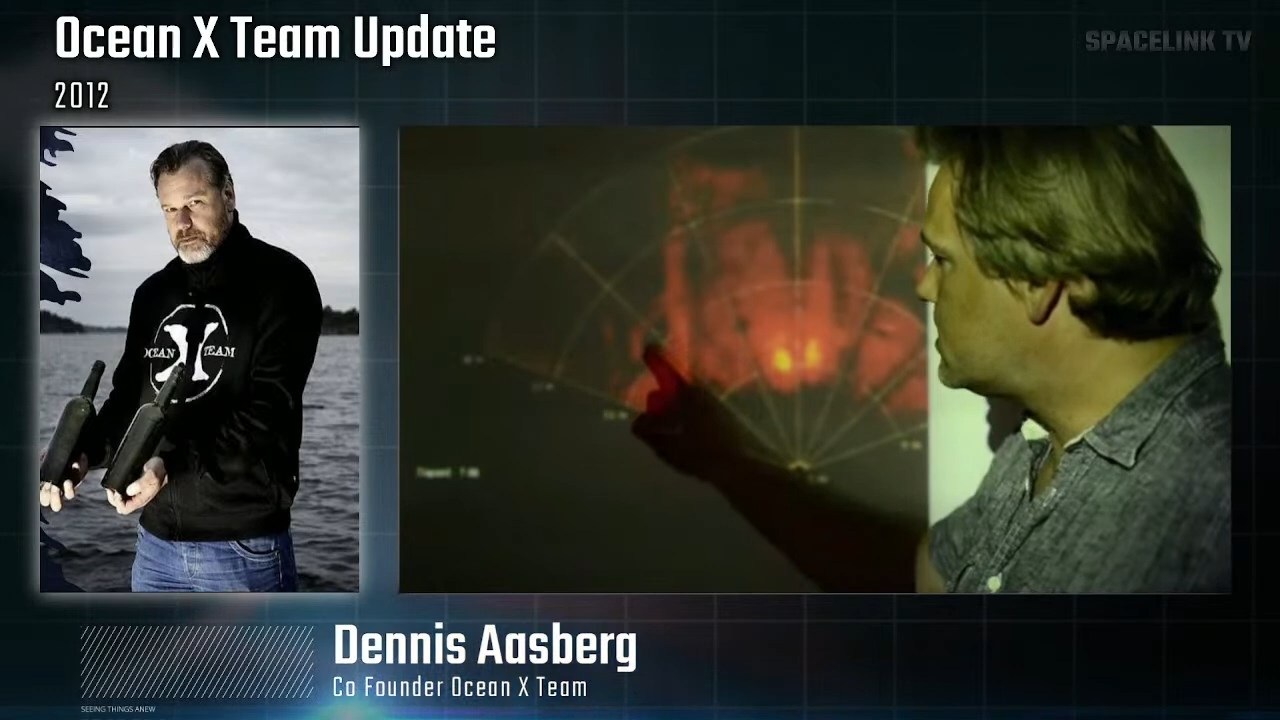 Ocean X Team Update
SPACELINK TV
2012
OCEAN X TEAM
Dennis Aasberg
Co Founder Ocean X Team
SEEING THINGS ANEW